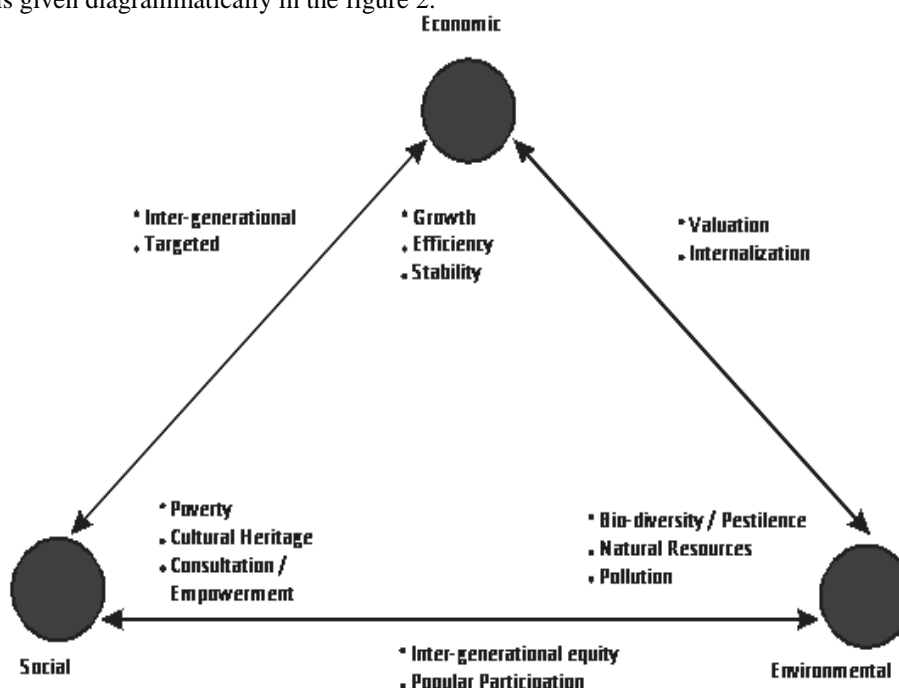 is given diagrammatically in the figure 2.
Economic
* Inter-generational
• Targeted
* Growth
• Efficiency
• Stability
* Valuation
• Internalization
* Poverty
• Cultural Heritage
• Consultation /
Empowerment
* Bio-diversity / Pestilence
• Natural Resources
• Pollution
Social
* Inter-generational equity
• Popular Participation
Environmental